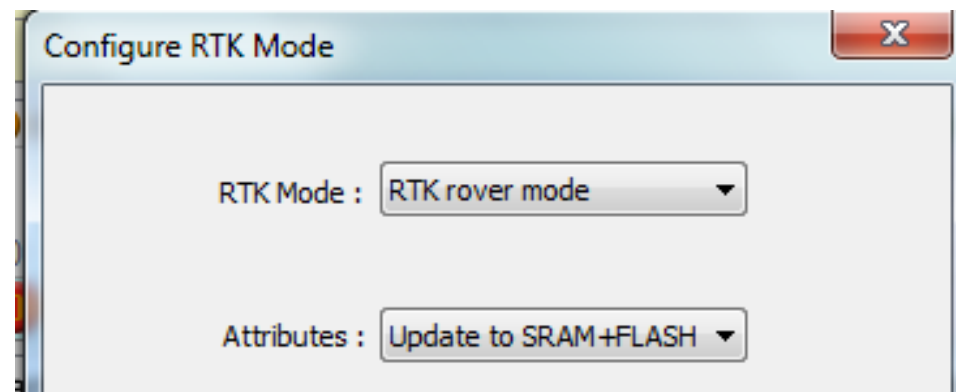 Configure RTK Mode
RTK Mode : RTK rover mode
Attributes : Update to SRAM+FLASH